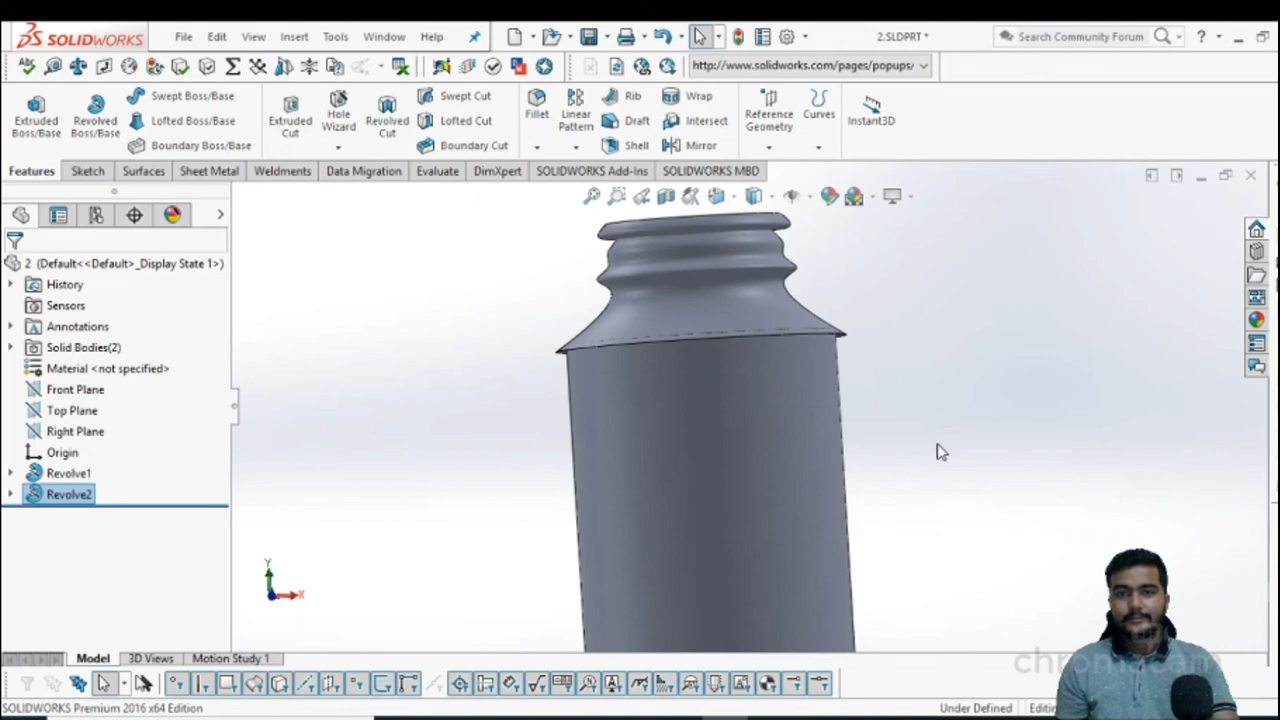 SOLIDWORKS File Edit View Insert Tools Window Help 2.SLDPRT * Search Community Forum ?
http://www.solidworks.com/pages/popups/
Extruded Boss/Base
Revolved Boss/Base
Swept Boss/Base
Lofted Boss/Base
Boundary Boss/Base
Extruded Cut
Hole Wizard
Revolved Cut
Swept Cut
Lofted Cut
Boundary Cut
Fillet
Linear Pattern
Rib
Draft
Shell
Wrap
Intersect
Mirror
Reference Geometry
Curves
Instant3D
Features Sketch Surfaces Sheet Metal Weldments Data Migration Evaluate DimXpert SOLIDWORKS Add-Ins SOLIDWORKS MBD
2 (Default<<Default>_Display State 1>)
History
Sensors
Annotations
Solid Bodies(2)
Material <not specified>
Front Plane
Top Plane
Right Plane
Origin
Revolve1
Revolve2
Y
X
Model 3D Views Motion Study 1
chromacam
SOLIDWORKS Premium 2016 x64 Edition Under Defined